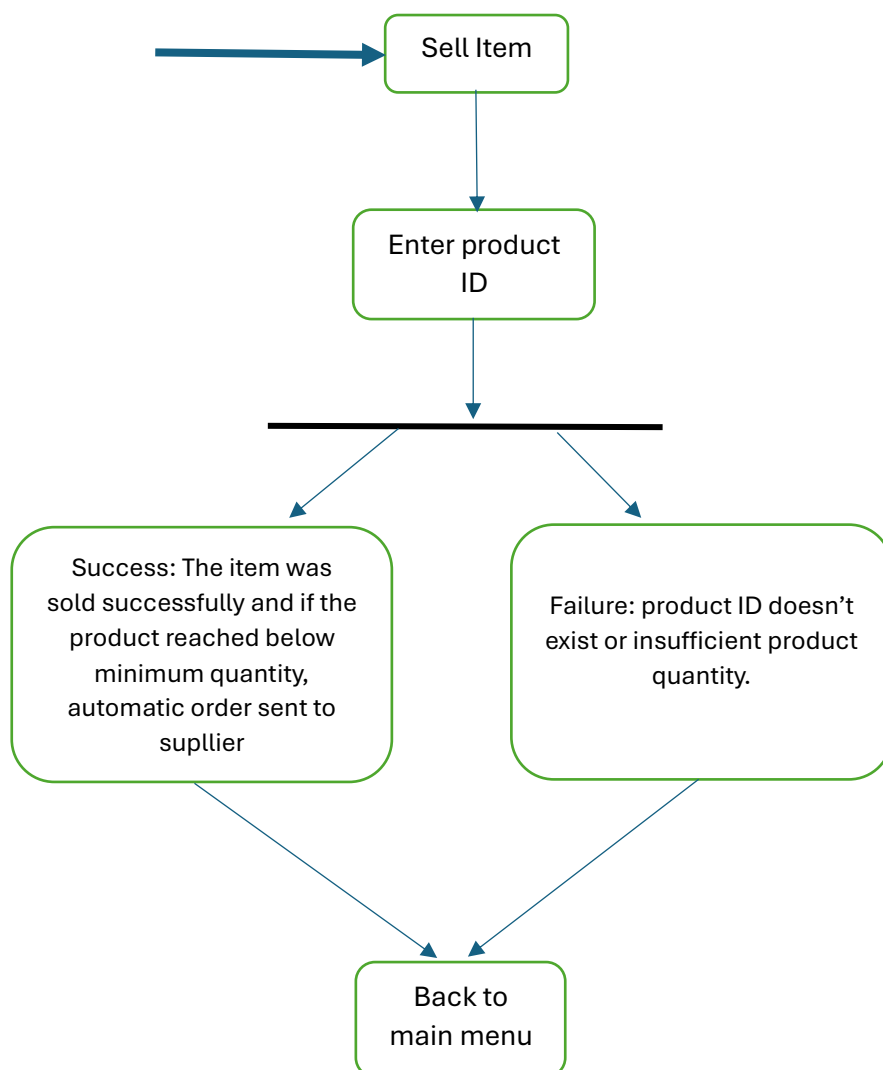 Sell Item
Enter product
ID
Success: The item was
sold successfully and if the
product reached below
minimum quantity,
automatic order sent to
supllier
Failure: product ID doesn’t
exist or insufficient product
quantity.
Back to
main menu